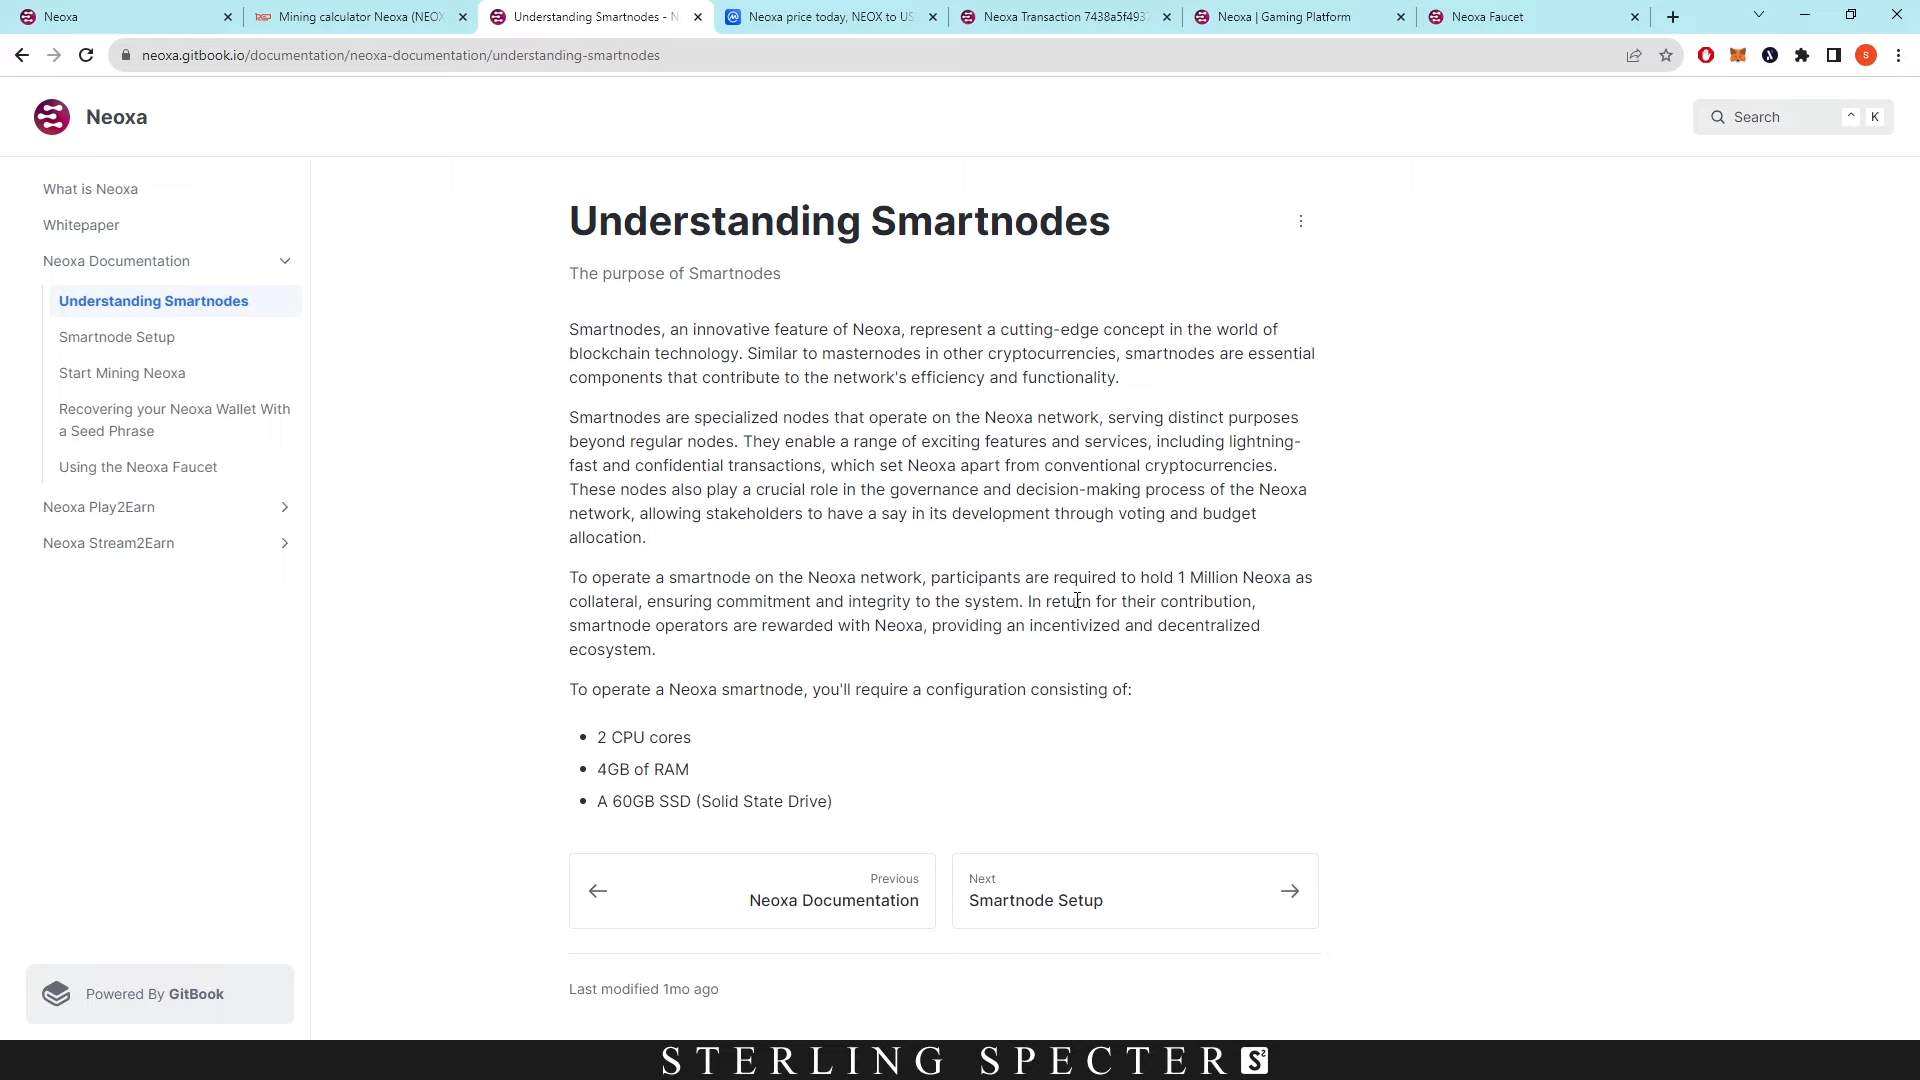 Neoxa
Mining calculator Neoxa (NEOX
Understanding Smartnodes - N
Neoxa price today, NEOX to US
Neoxa Transaction 7438a5f4937
Neoxa | Gaming Platform
Neoxa Faucet
neoxa.gitbook.io/documentation/neoxa-documentation/understanding-smartnodes
S
Neoxa
Search
^ K
What is Neoxa
Whitepaper
Neoxa Documentation
Understanding Smartnodes
Smartnode Setup
Start Mining Neoxa
Recovering your Neoxa Wallet With
a Seed Phrase
Using the Neoxa Faucet
Neoxa Play2Earn
Neoxa Stream2Earn
Powered By GitBook
Understanding Smartnodes
The purpose of Smartnodes
Smartnodes, an innovative feature of Neoxa, represent a cutting-edge concept in the world of
blockchain technology. Similar to masternodes in other cryptocurrencies, smartnodes are essential
components that contribute to the network's efficiency and functionality.
Smartnodes are specialized nodes that operate on the Neoxa network, serving distinct purposes
beyond regular nodes. They enable a range of exciting features and services, including lightning-
fast and confidential transactions, which set Neoxa apart from conventional cryptocurrencies.
These nodes also play a crucial role in the governance and decision-making process of the Neoxa
network, allowing stakeholders to have a say in its development through voting and budget
allocation.
To operate a smartnode on the Neoxa network, participants are required to hold 1 Million Neoxa as
collateral, ensuring commitment and integrity to the system. In return for their contribution,
smartnode operators are rewarded with Neoxa, providing an incentivized and decentralized
ecosystem.
To operate a Neoxa smartnode, you'll require a configuration consisting of:
• 2 CPU cores
• 4GB of RAM
• A 60GB SSD (Solid State Drive)
Previous
Neoxa Documentation
Next
Smartnode Setup
Last modified 1mo ago
STERLING SPECTER S²